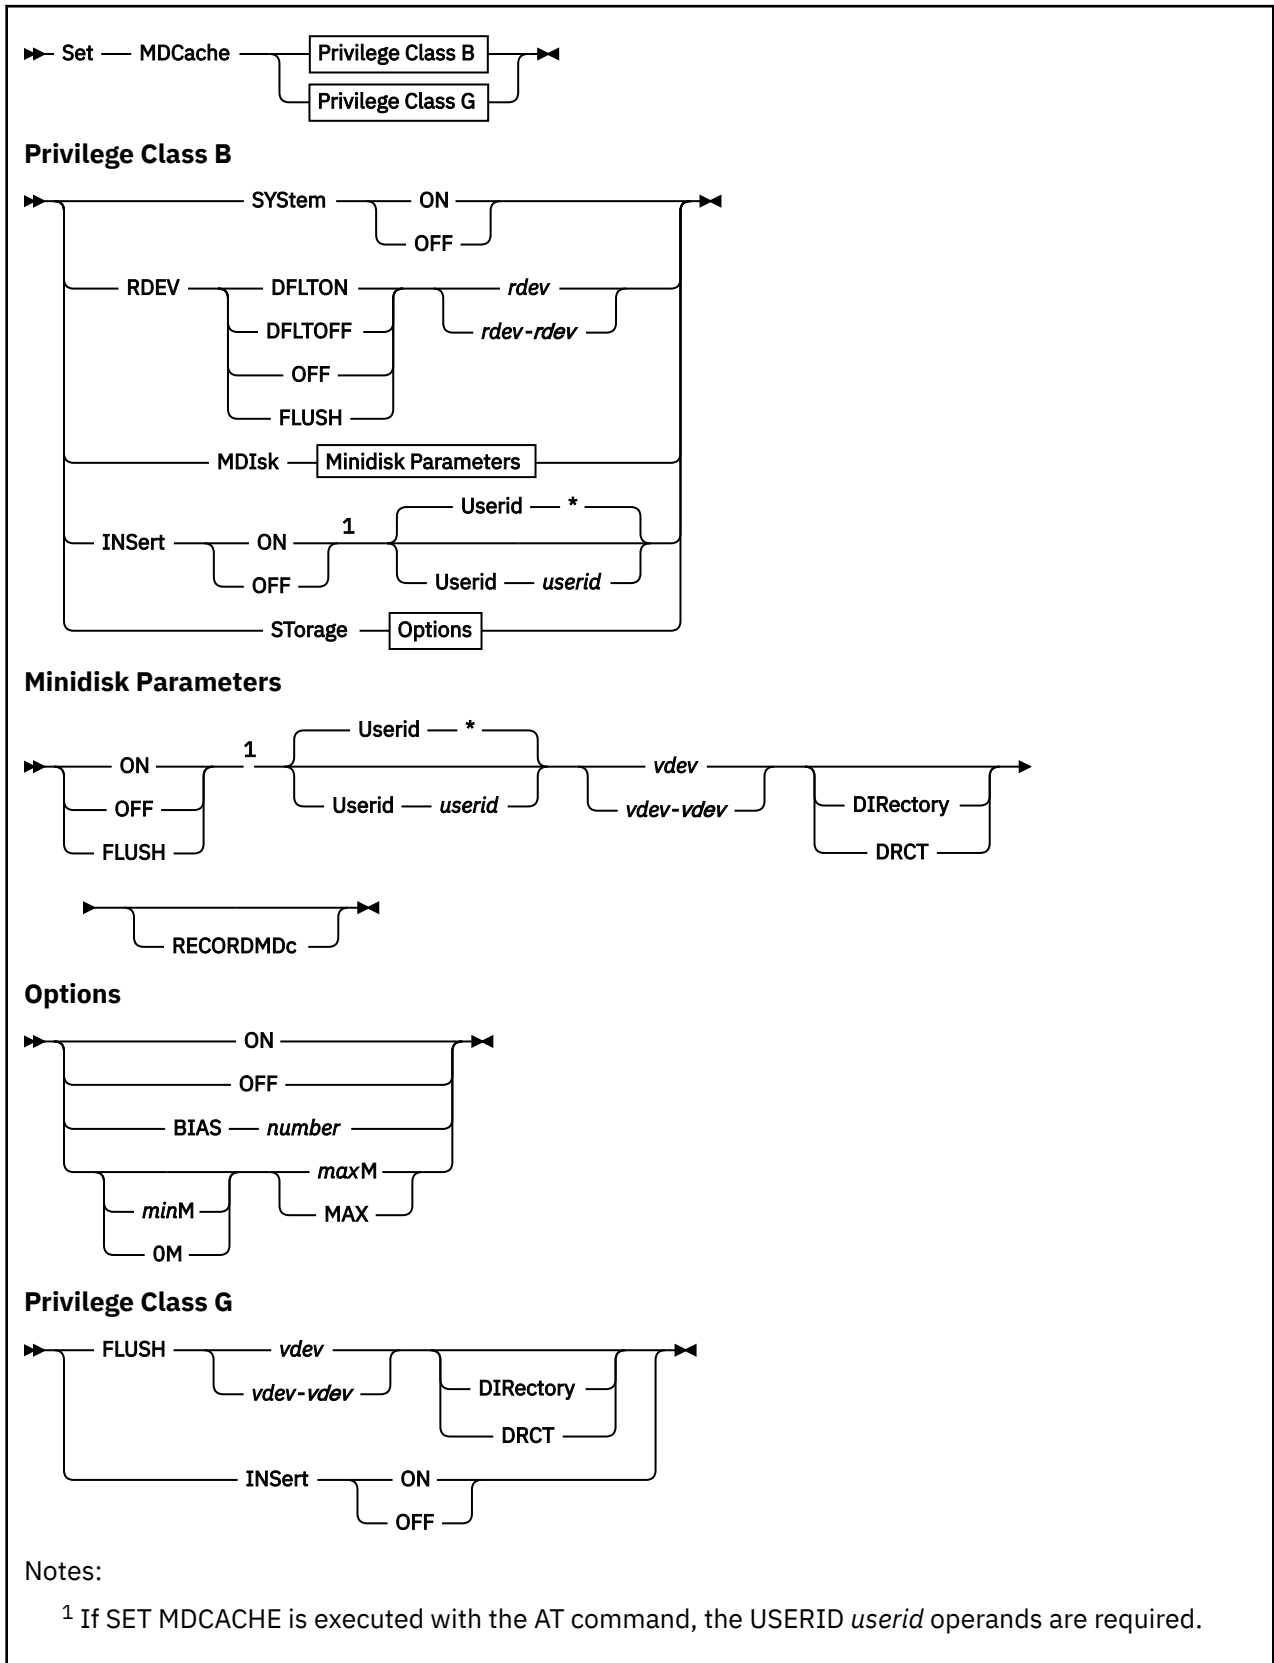 Set MDCache Privilege Class B
Privilege Class G
Privilege Class B
SYStem ON
OFF
RDEV DFLTON rdev
DFLTOFF rdev-rdev
OFF
FLUSH
MDIsk Minidisk Parameters
Userid *
INSert ON 1
OFF Userid userid
STorage Options
Minidisk Parameters
Userid *
ON 1 vdev
OFF Userid userid vdev-vdev DIRectory
FLUSH DRCT
RECORDMDc
Options
ON
OFF
BIAS number
maxM
minM MAX
0M
Privilege Class G
FLUSH vdev
vdev-vdev DIRectory
DRCT
INSert ON
OFF
Notes:
1 If SET MDCACHE is executed with the AT command, the USERID userid operands are required.